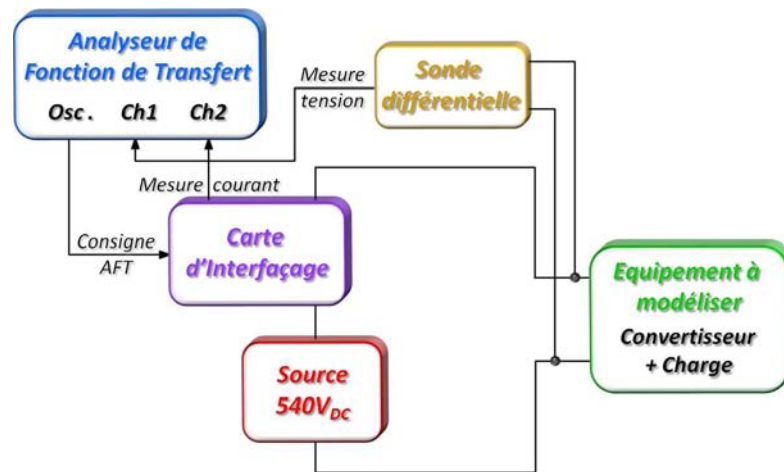 Analyseur de
Fonction de Transfert
Osc. Ch1 Ch2
Mesure
tension
Sonde
différentielle
Mesure courant
Consigne
AFT
Carte
d'Interfaçage
Equipement à
modéliser
Convertisseur
+ Charge
Source
540VDC